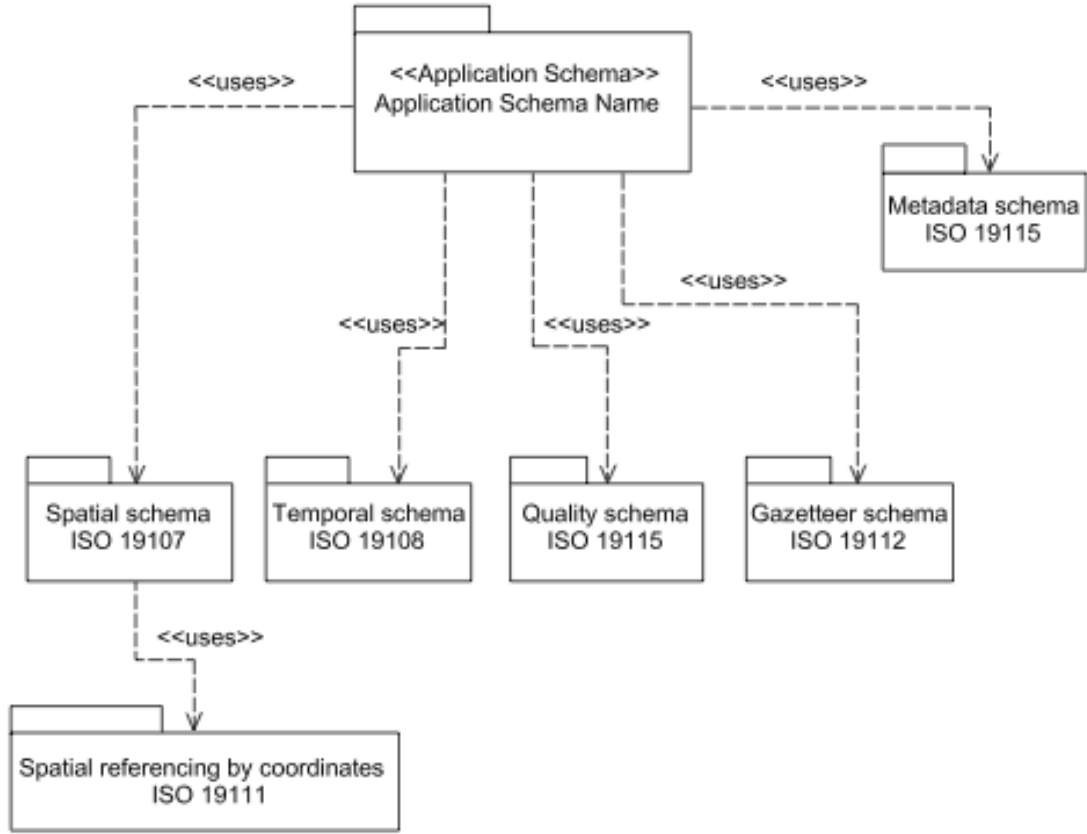 <<uses>>
<<Application Schema>>
<<uses>>
Application Schema Name
Metadata schema
ISO 19115
<<uses>>
<<uses>>
<<uses>>
Spatial schema
ISO 19107
Temporal schema
ISO 19108
Quality schema
ISO 19115
Gazetteer schema
ISO 19112
<<uses>>
Spatial referencing by coordinates
ISO 19111